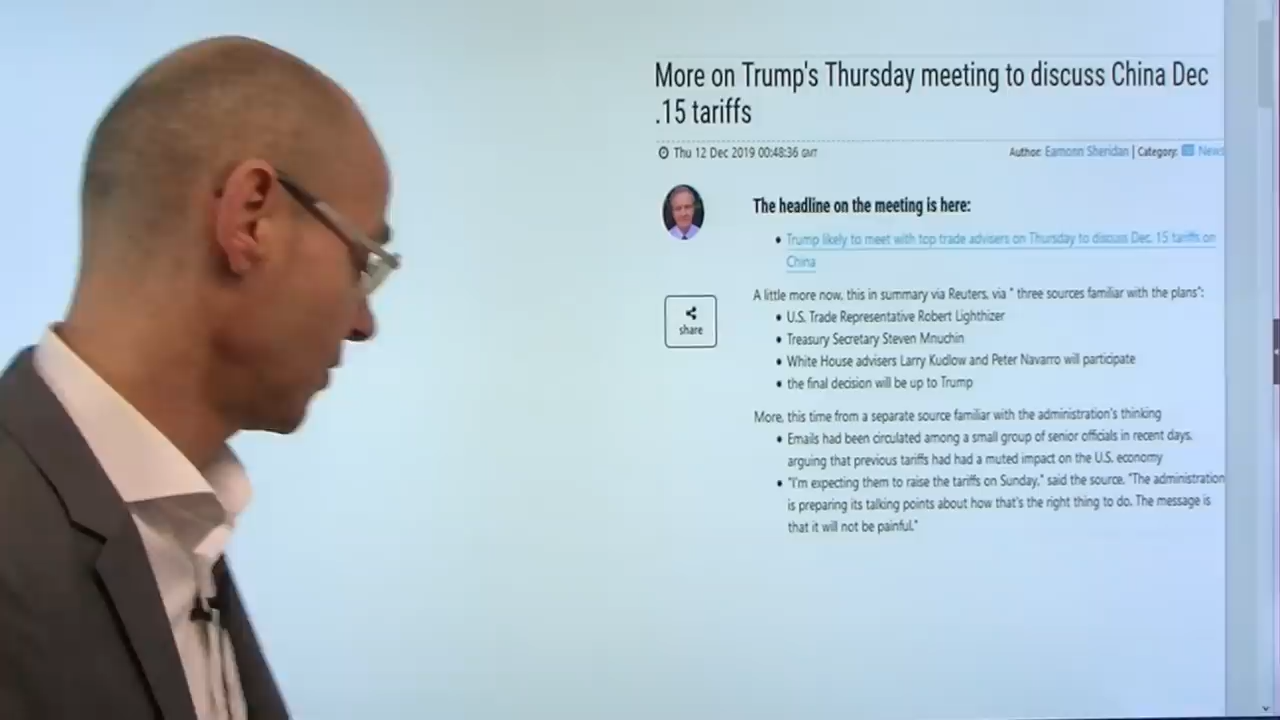 More on Trump's Thursday meeting to discuss China Dec
.15 tariffs
Thu 12 Dec 2019 00:48:36 GMT
Author: Eamonn Sheridan | Category: News
The headline on the meeting is here:
• Trump likely to meet with top trade advisers on Thursday to discuss Dec. 15 tariffs on
China
A little more now, this in summary via Reuters, via " three sources familiar with the plans":
• U.S. Trade Representative Robert Lighthizer
• Treasury Secretary Steven Mnuchin
• White House advisers Larry Kudlow and Peter Navarro will participate
• the final decision will be up to Trump
share
More, this time from a separate source familiar with the administration's thinking
• Emails had been circulated among a small group of senior officials in recent days,
arguing that previous tariffs had had a muted impact on the U.S. economy
• "I'm expecting them to raise the tariffs on Sunday," said the source. "The administration
is preparing its talking points about how that's the right thing to do. The message is
that it will not be painful."